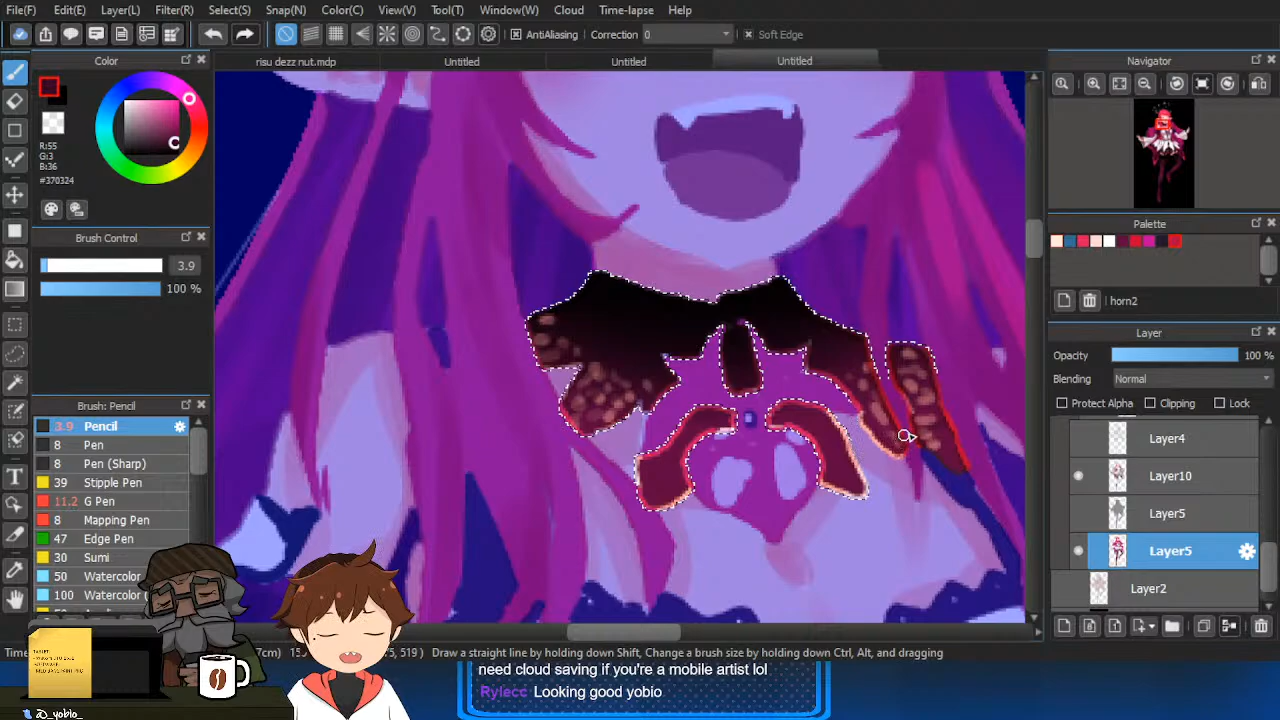 File(F) Edit(E) Layer(L) Filter(R) Select(S) Snap(N) Color(C) View(V) Tool(T) Window(W) Cloud Time-lapse Help
AntiAliasing Correction 0 Soft Edge
risu dezz nut.mdp Untitled Untitled Untitled
Color
R:55
G:3
B:36
#370324
Brush Control
3.9
100 %
Brush: Pencil
3.9 Pencil
8 Pen
8 Pen (Sharp)
39 Stipple Pen
11.2 G Pen
8 Mapping Pen
47 Edge Pen
30 Sumi
50 Watercolor
100 Watercolor
Navigator
Palette
horn2
Layer
Opacity 100 %
Blending Normal
Protect Alpha Clipping Lock
Layer4
Layer10
Layer5
Layer5
Layer2
Draw a straight line by holding down Shift, Change a brush size by holding down Ctrl, Alt, and dragging
need cloud saving if you're a mobile artist lol
Rylecc Looking good yobio